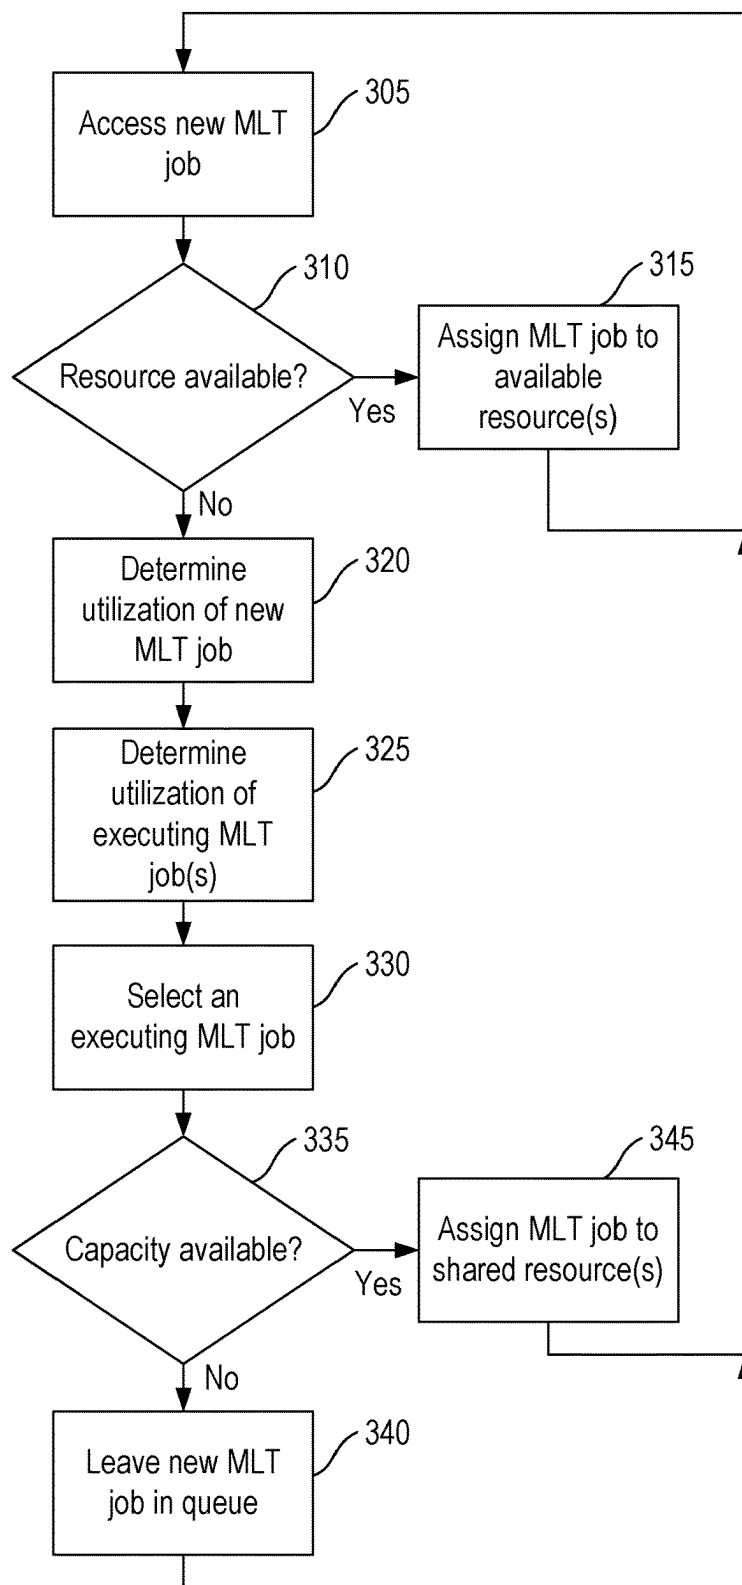 305
Access new MLT
job
310
315
Resource available?
Yes
Assign MLT job to
available
resource(s)
No
320
Determine
utilization of new
MLT job
325
Determine
utilization of
executing MLT
job(s)
330
Select an
executing MLT job
335
345
Capacity available?
Yes
Assign MLT job to
shared resource(s)
No
340
Leave new MLT
job in queue